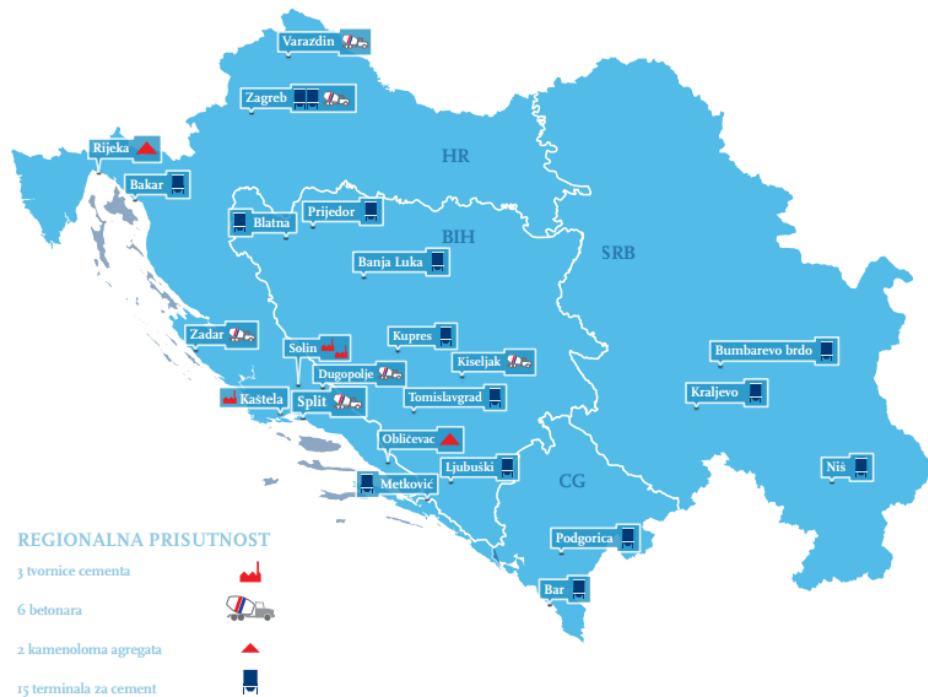 Varazdin
Zagreb
Rijeka
Bakar
HR
Blatna
Prijedor
BIH
SRB
Banja Luka
Zadar
Solin
Kupres
Bumbarevo brdo
Dugopolje
Kiseljak
Kaštela
Split
Tomislavgrad
Kraljevo
Obličevac
Ljubuški
Niš
Metković
CG
Podgorica
Bar
REGIONALNA PRISUTNOST
3 tvornice cementa
6 betonara
2 kamenoloma agregata
15 terminala za cement